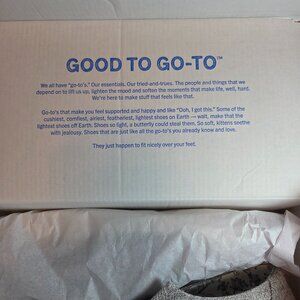 GOOD TO GO-TO™
We all have "go-to's." Our essentials. Our tried-and-trues. The people and things that we
depend on to lift us up, lighten the mood and soften the moments that make life, well, hard.
We're here to make stuff that feels like that.
Go-to's that make you feel supported and happy and like "Ooh, I got this." Some of the
cushiest, comfiest, airiest, featheriest, lightest shoes on Earth — wait, make that the
lightest shoes off Earth. Shoes so light, a butterfly could steal them. So soft, kittens seethe
with jealousy. Shoes that are just like all the go-to's you already know and love.
They just happen to fit nicely over your feet.